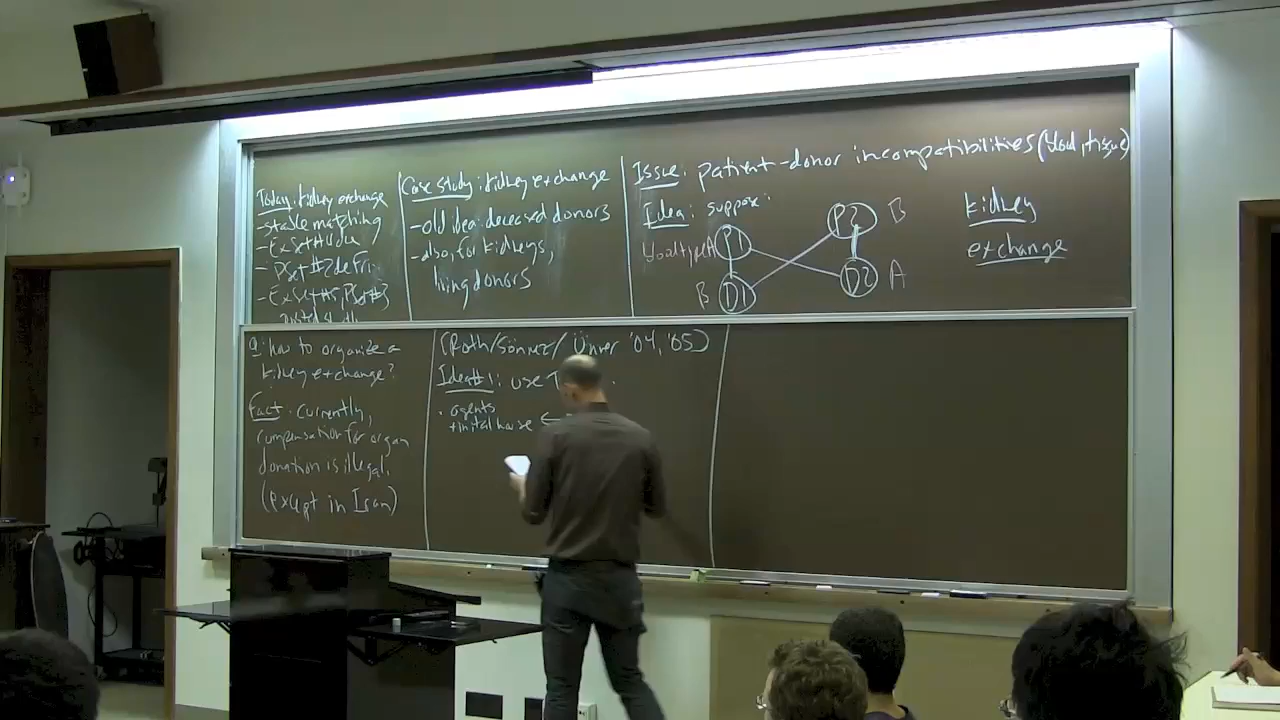 Today: kidney exchange
- stable matching
Case study: kidney exchange
- old idea: deceased donors
- also, for kidneys,
living donors
Issue: patient-donor incompatibilities (blood, tissue)
Idea: suppose:
P1
P2
B
blood type A
B
D1
D2
A
kidney
exchange
Q: how to organize a
kidney exchange?
Fact: currently,
compensation for organ
donation is illegal.
(except in Iran)
(Roth/Sönmez/Ünver '04, '05)
Idea #1: use
· agents
+ initial house